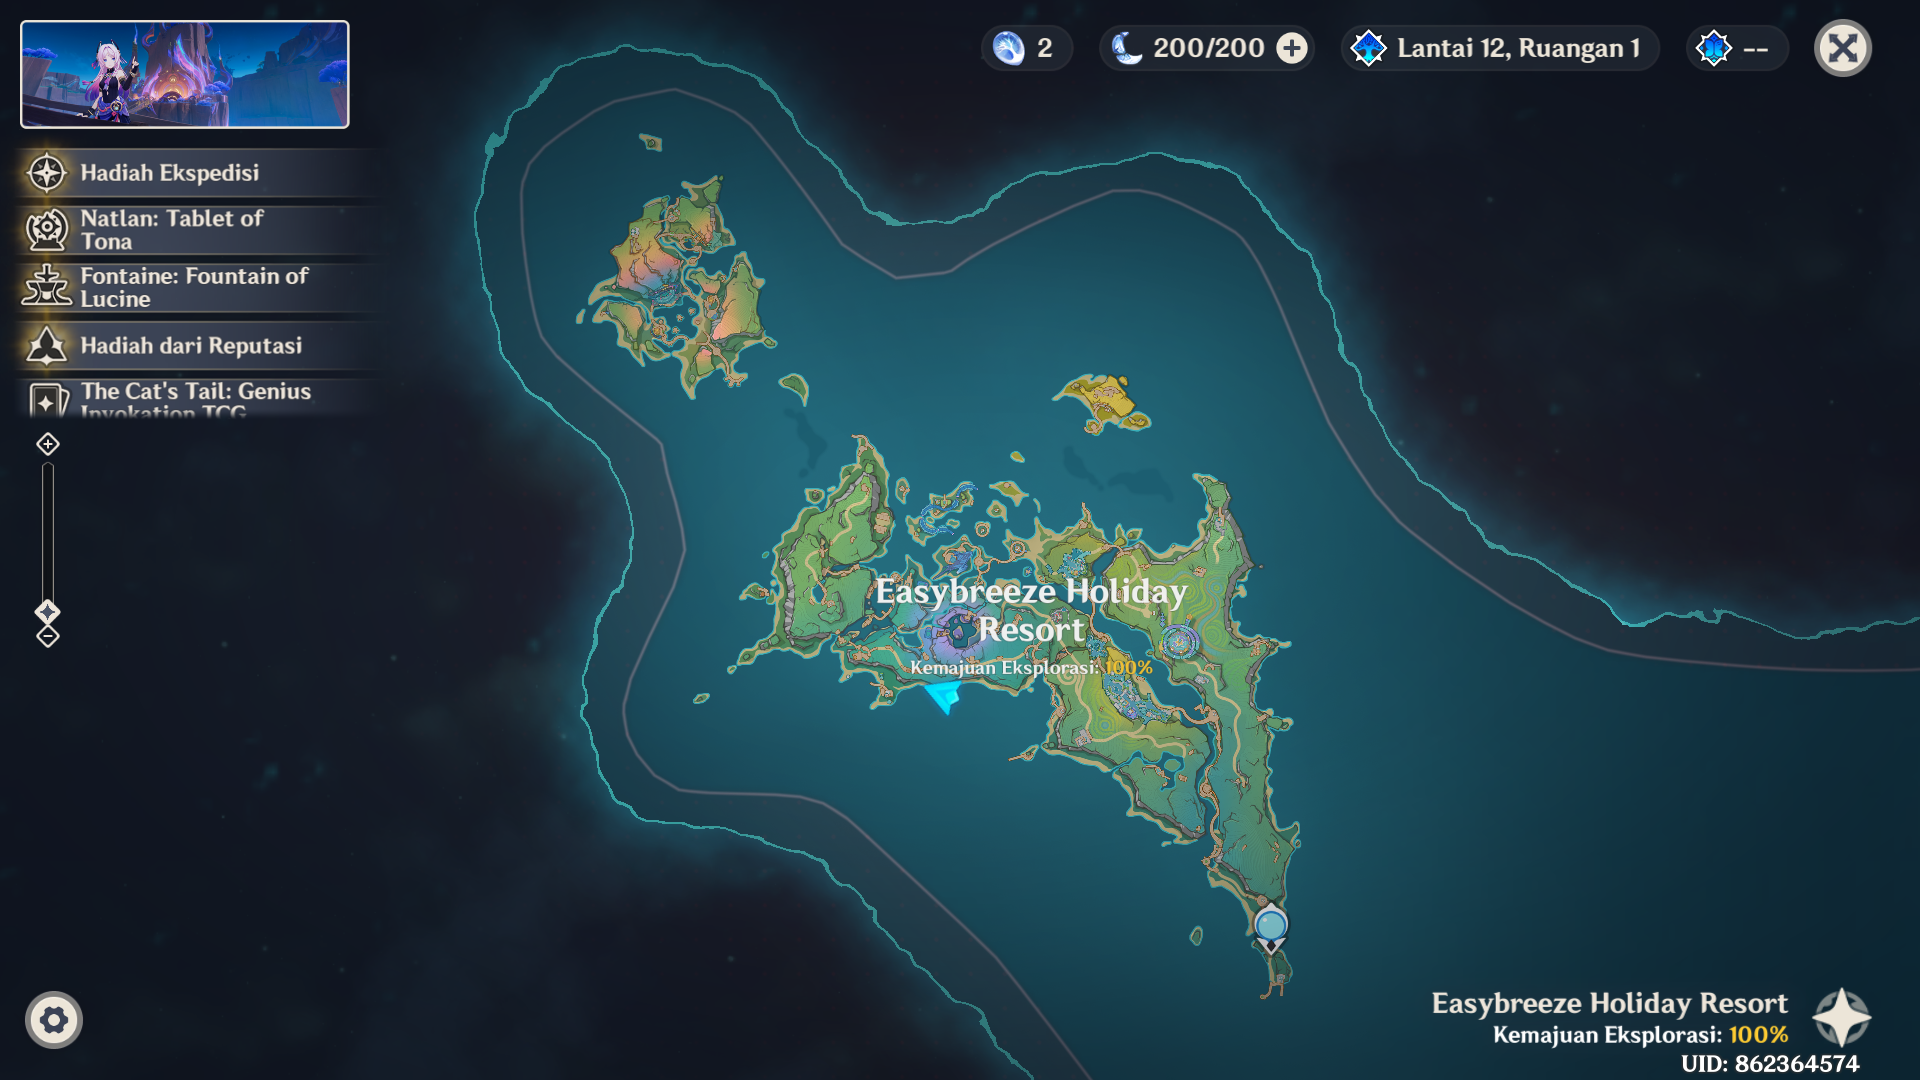 2
200/200
Lantai 12, Ruangan 1
--
Hadiah Ekspedisi
Natlan: Tablet of
Tona
Fontaine: Fountain of
Lucine
Hadiah dari Reputasi
The Cat's Tail: Genius
Invokation TCG
Easybreeze Holiday
Resort
Kemajuan Eksplorasi: 100%
Easybreeze Holiday Resort
Kemajuan Eksplorasi: 100%
UID: 862364574